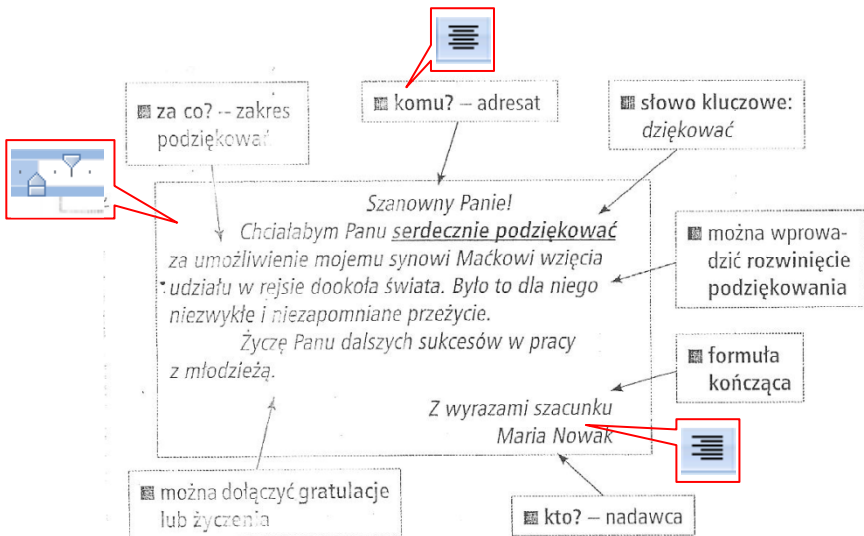 za co? – zakres
podziękowań
komu? – adresat
słowo kluczowe:
dziękować
Szanowny Panie!
Chciałabym Panu serdecznie podziękować
za umożliwienie mojemu synowi Maćkowi wzięcia
udziału w rejsie dookoła świata. Było to dla niego
niezwykłe i niezapomniane przeżycie.
Życzę Panu dalszych sukcesów w pracy
z młodzieżą.
Z wyrazami szacunku
Maria Nowak
można wprowa-
dzić rozwinięcie
podziękowania
formuła
kończąca
można dołączyć gratulacje
lub życzenia
kto? – nadawca